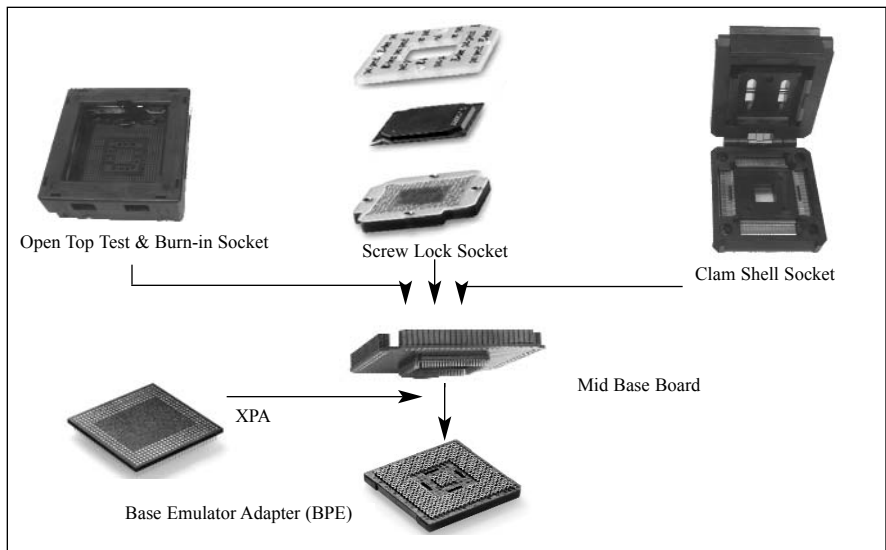 Open Top Test & Burn-in Socket
Screw Lock Socket
Clam Shell Socket
Mid Base Board
XPA
Base Emulator Adapter (BPE)